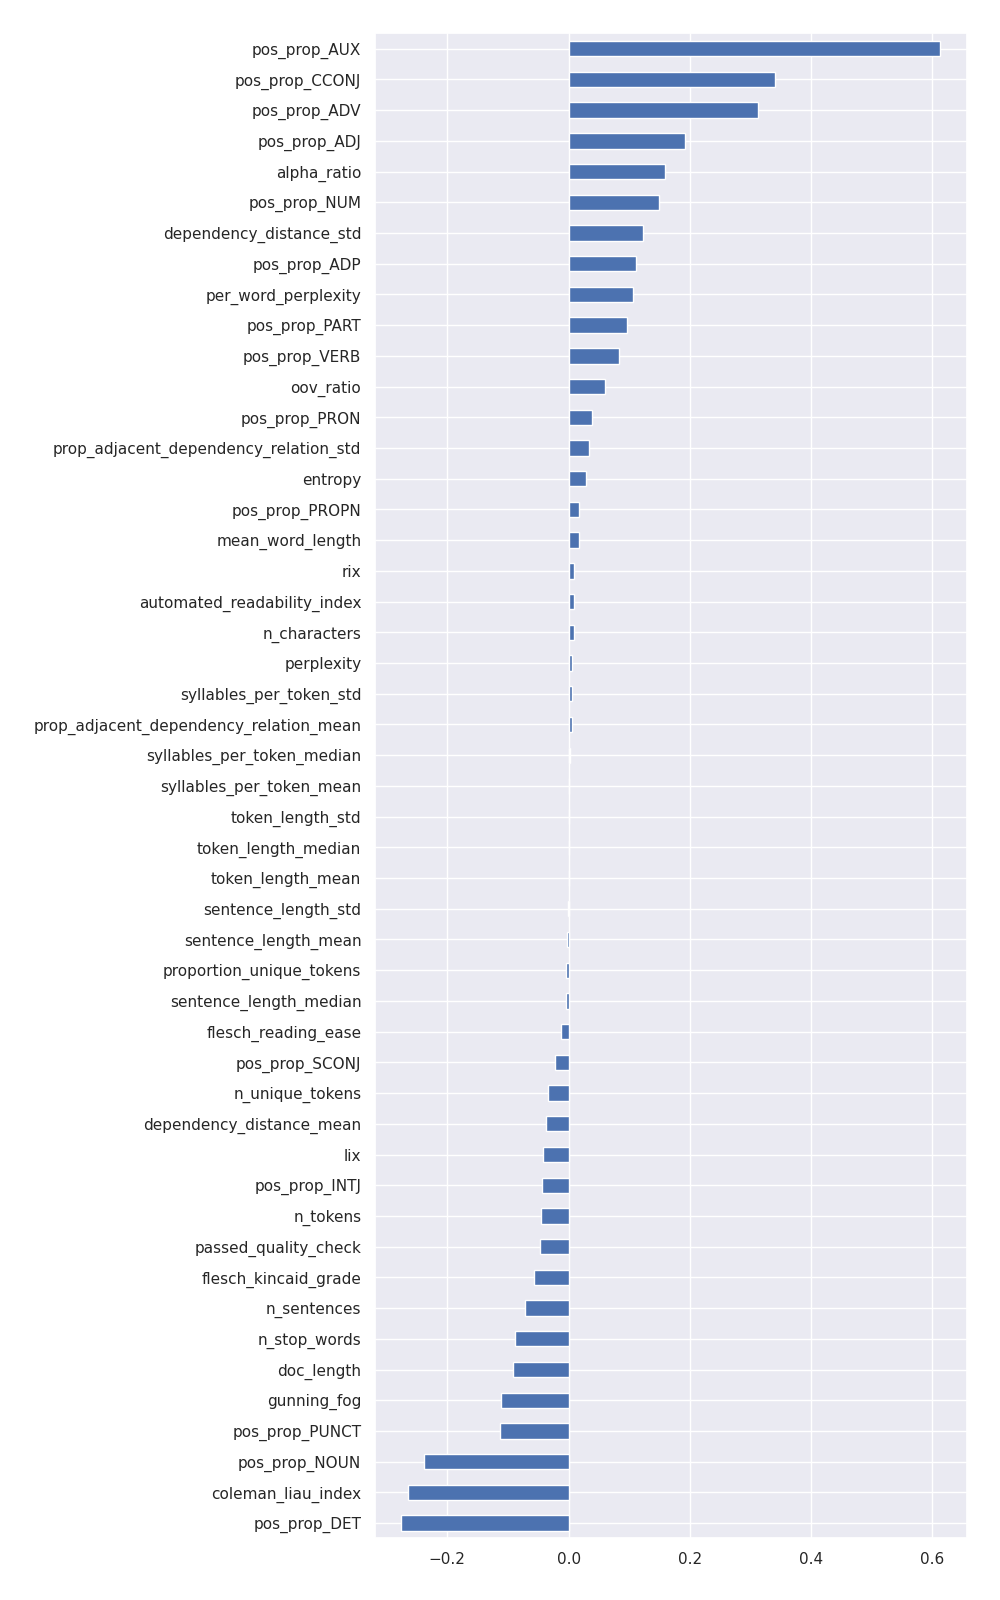 pos_prop_AUX
pos_prop_CCONJ
pos_prop_ADV
pos_prop_ADJ
alpha_ratio
pos_prop_NUM
dependency_distance_std
pos_prop_ADP
per_word_perplexity
pos_prop_PART
pos_prop_VERB
oov_ratio
pos_prop_PRON
prop_adjacent_dependency_relation_std
entropy
pos_prop_PROPN
mean_word_length
rix
automated_readability_index
n_characters
perplexity
syllables_per_token_std
prop_adjacent_dependency_relation_mean
syllables_per_token_median
syllables_per_token_mean
token_length_std
token_length_median
token_length_mean
sentence_length_std
sentence_length_mean
proportion_unique_tokens
sentence_length_median
flesch_reading_ease
pos_prop_SCONJ
n_unique_tokens
dependency_distance_mean
lix
pos_prop_INTJ
n_tokens
passed_quality_check
flesch_kincaid_grade
n_sentences
n_stop_words
doc_length
gunning_fog
pos_prop_PUNCT
pos_prop_NOUN
coleman_liau_index
pos_prop_DET
−0.2 0.0 0.2 0.4 0.6